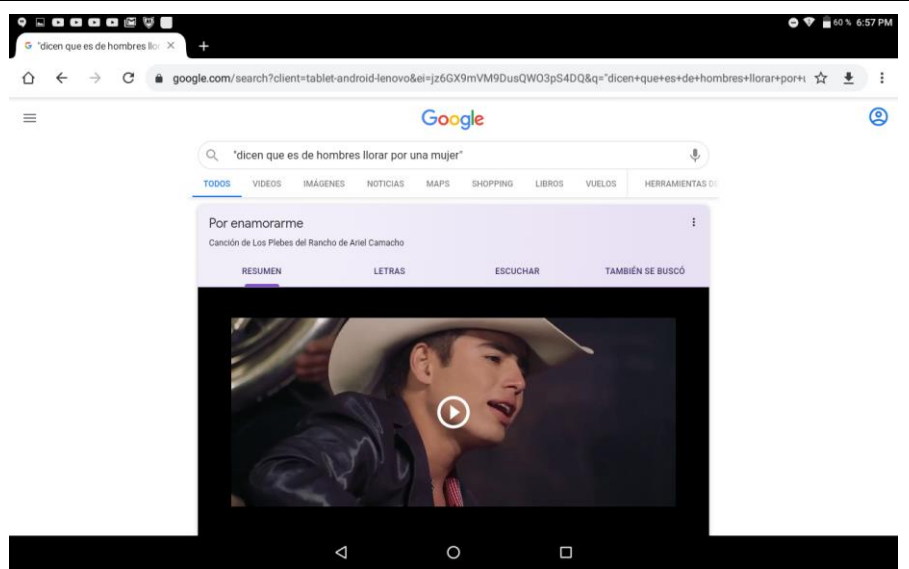 60 % 6:57 PM
"dicen que es de hombres llor
google.com/search?client=tablet-android-lenovo&ei=jz6GX9mVM9DusQWO3pS4DQ&q="dicen+que+es+de+hombres+llorar+por+u
Google
"dicen que es de hombres llorar por una mujer"
TODOS VIDEOS IMÁGENES NOTICIAS MAPS SHOPPING LIBROS VUELOS HERRAMIENTAS DE
Por enamorarme
Canción de Los Plebes del Rancho de Ariel Camacho
RESUMEN LETRAS ESCUCHAR TAMBIÉN SE BUSCÓ